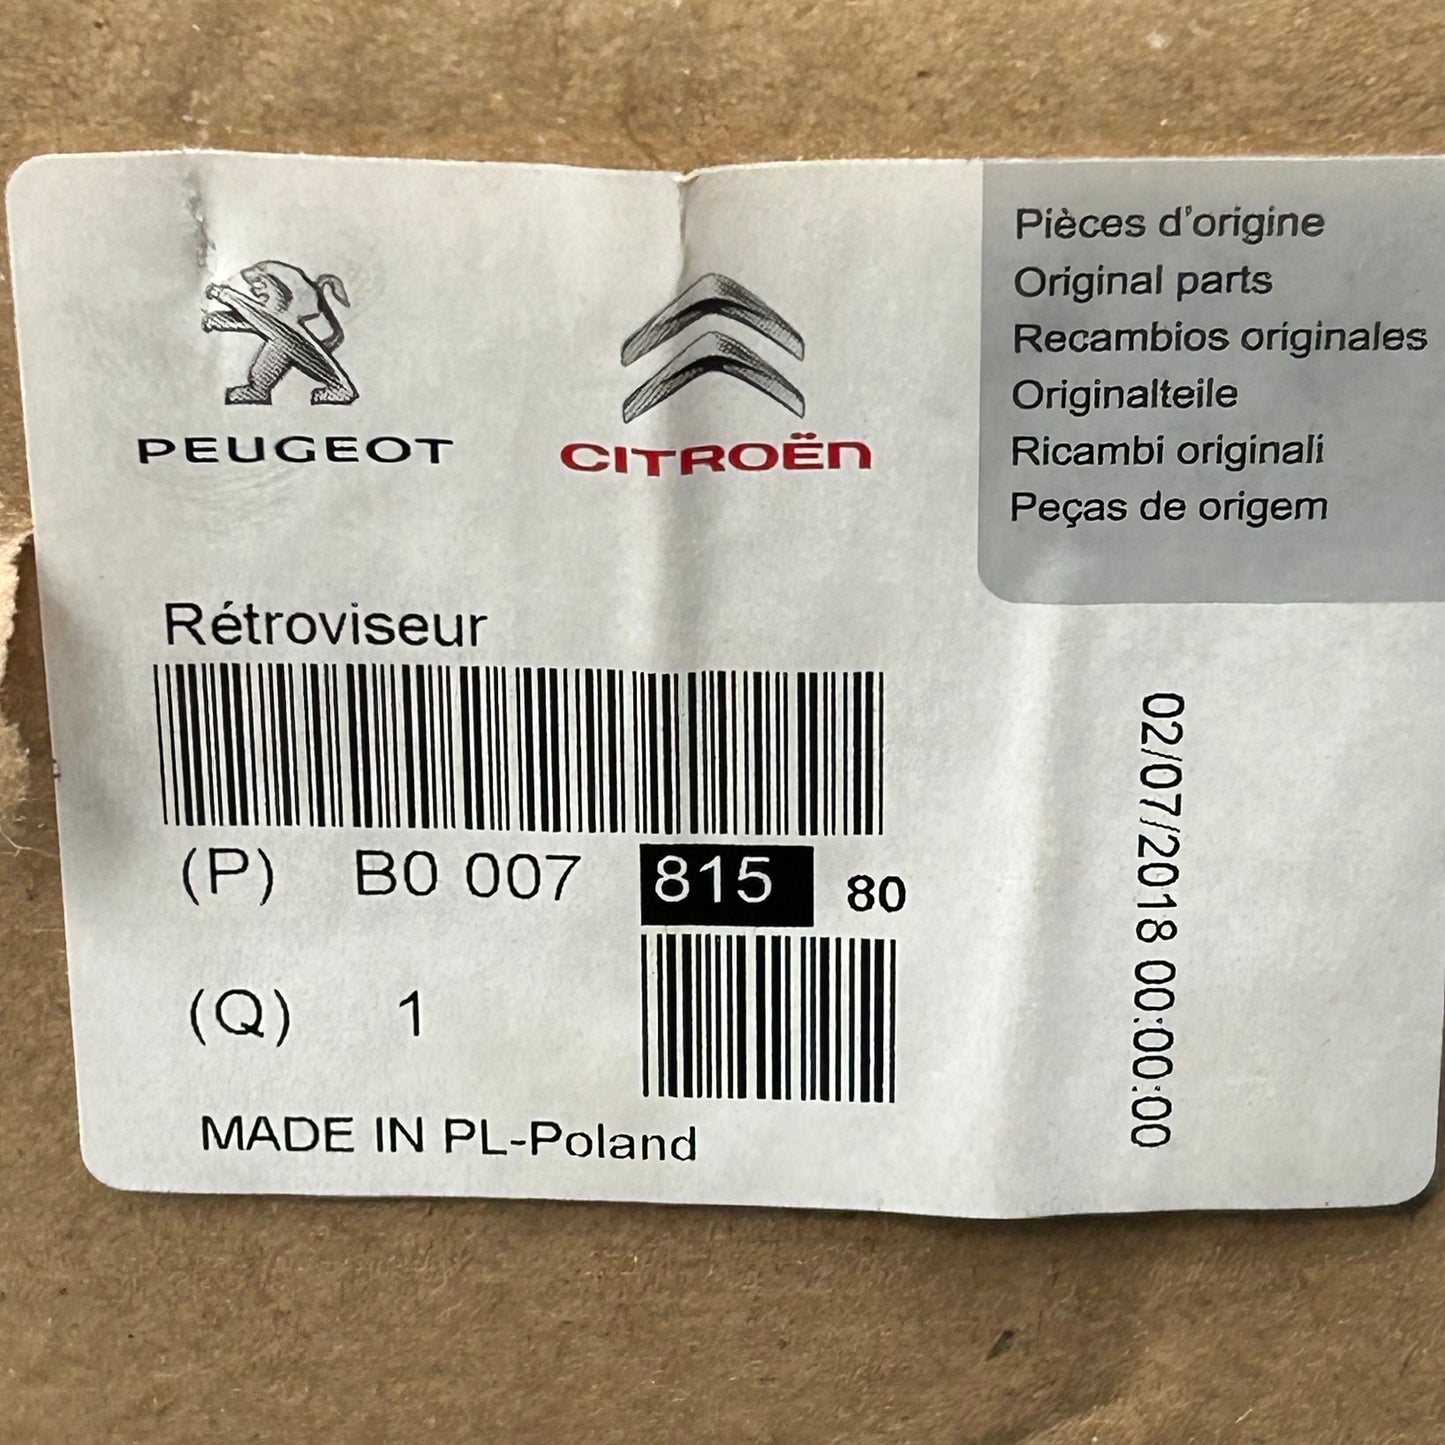 PEUGEOT
CITROËN
Pièces d'origine
Original parts
Recambios originales
Originalteile
Ricambi originali
Peças de origem
Rétroviseur
(P) B0 007 815 80
(Q) 1
MADE IN PL-Poland
02/07/2018 00:00:00